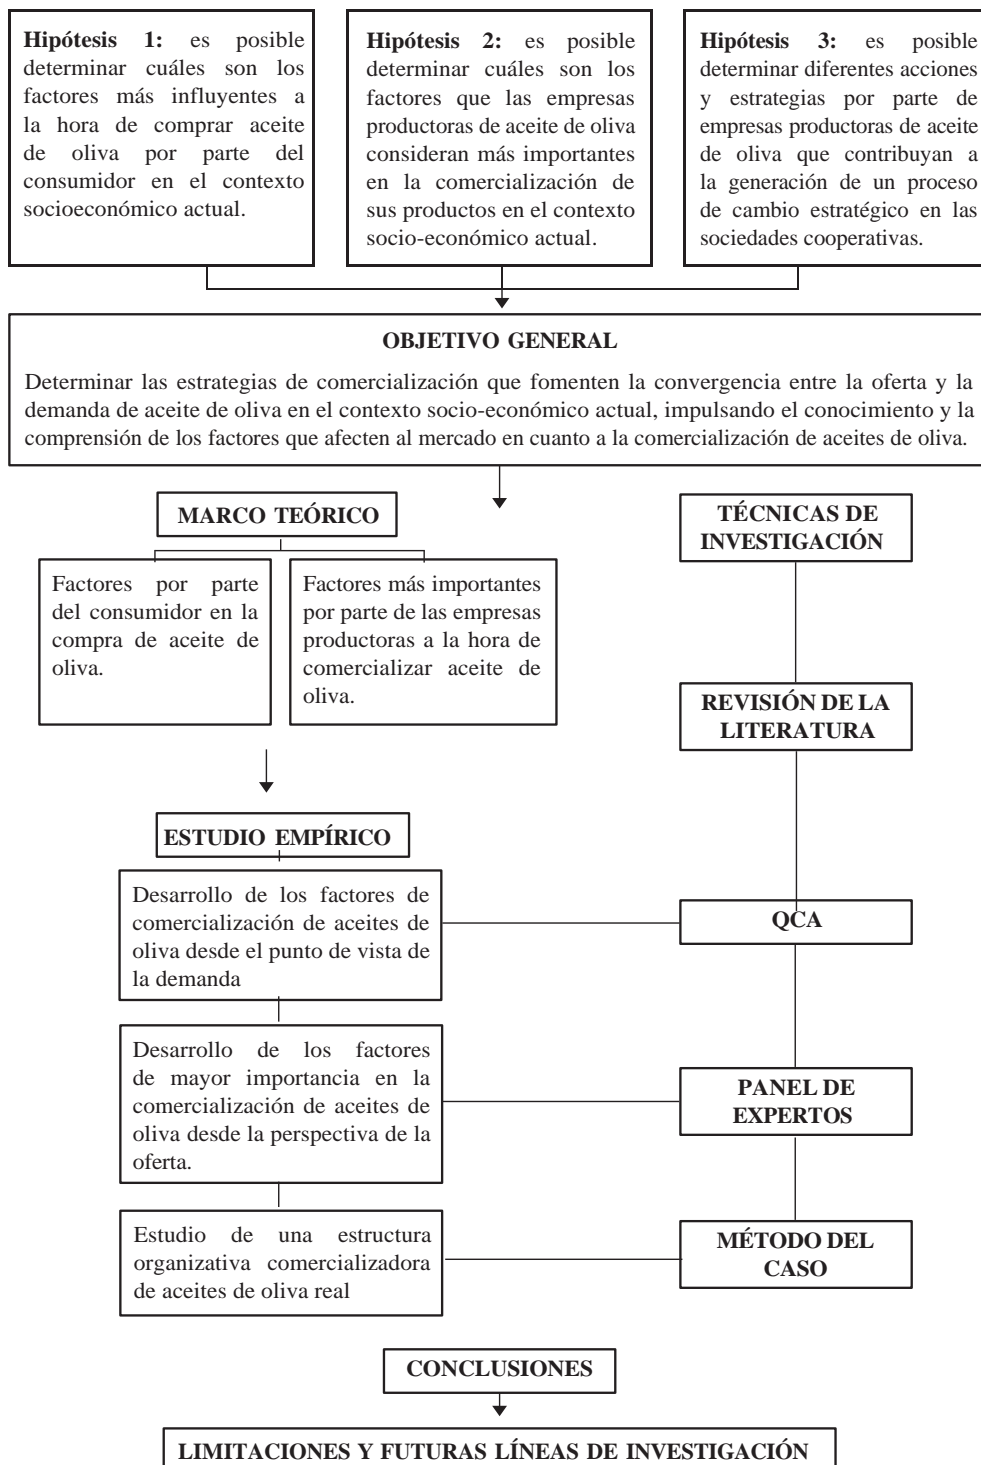 Hipótesis 1: es posible
determinar cuáles son los
factores más influyentes a
la hora de comprar aceite
de oliva por parte del
consumidor en el contexto
socioeconómico actual.
Hipótesis 2: es posible
determinar cuáles son los
factores que las empresas
productoras de aceite de oliva
consideran más importantes
en la comercialización de
sus productos en el contexto
socio-económico actual.
Hipótesis 3: es posible
determinar diferentes acciones
y estrategias por parte de
empresas productoras de aceite
de oliva que contribuyan a
la generación de un proceso
de cambio estratégico en las
sociedades cooperativas.
OBJETIVO GENERAL
Determinar las estrategias de comercialización que fomenten la convergencia entre la oferta y la
demanda de aceite de oliva en el contexto socio-económico actual, impulsando el conocimiento y la
comprensión de los factores que afecten al mercado en cuanto a la comercialización de aceites de oliva.
MARCO TEÓRICO
Factores por parte
del consumidor en la
compra de aceite de
oliva.
Factores más importantes
por parte de las empresas
productoras a la hora de
comercializar aceite de
oliva.
TÉCNICAS DE
INVESTIGACIÓN
REVISIÓN DE LA
LITERATURA
ESTUDIO EMPÍRICO
Desarrollo de los factores de
comercialización de aceites de
oliva desde el punto de vista de
la demanda
QCA
Desarrollo de los factores
de mayor importancia en la
comercialización de aceites de
oliva desde la perspectiva de la
oferta.
PANEL DE
EXPERTOS
Estudio de una estructura
organizativa comercializadora
de aceites de oliva real
MÉTODO DEL
CASO
CONCLUSIONES
LIMITACIONES Y FUTURAS LÍNEAS DE INVESTIGACIÓN